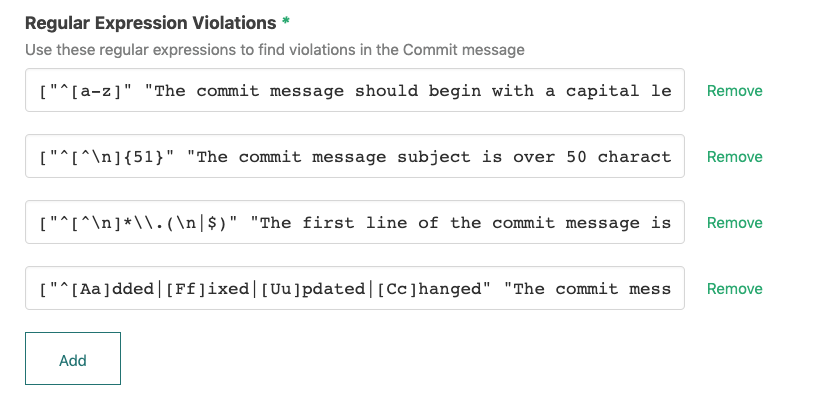 Regular Expression Violations *
Use these regular expressions to find violations in the Commit message
["^[a-z]" "The commit message should begin with a capital le
Remove
["^[^\n]{51}" "The commit message subject is over 50 charact
Remove
["^[^\n]*\\.(\n|$)" "The first line of the commit message is
Remove
["^[Aa]dded|[Ff]ixed|[Uu]pdated|[Cc]hanged" "The commit mess
Remove
Add